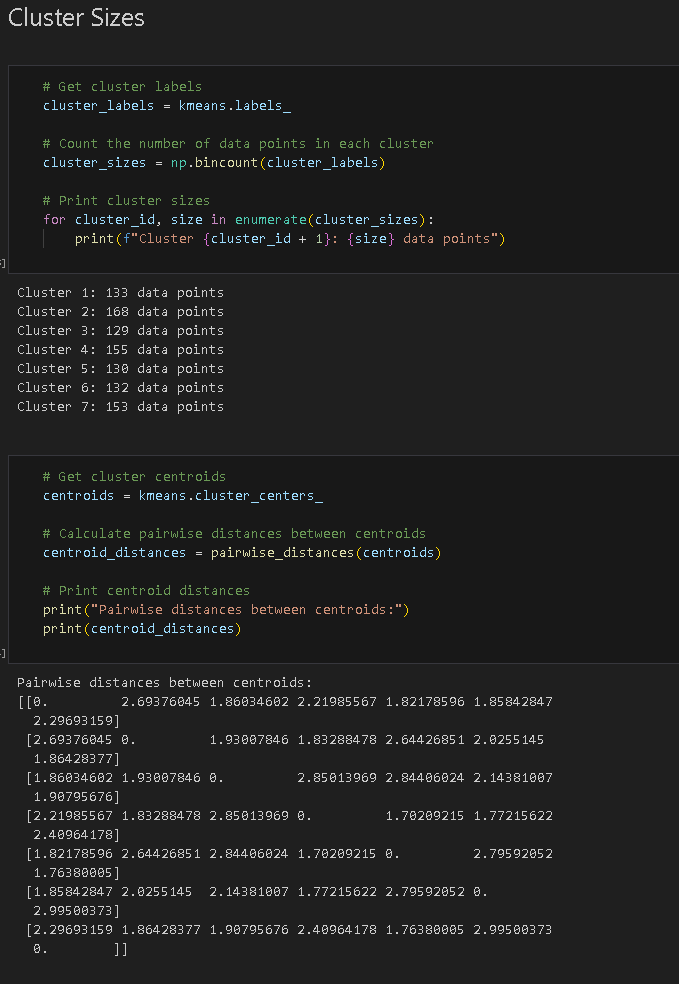 Cluster Sizes
# Get cluster labels
cluster_labels = kmeans.labels_
# Count the number of data points in each cluster
cluster_sizes = np.bincount(cluster_labels)
# Print cluster sizes
for cluster_id, size in enumerate(cluster_sizes):
    print(f"Cluster {cluster_id + 1}: {size} data points")
Cluster 1: 133 data points
Cluster 2: 168 data points
Cluster 3: 129 data points
Cluster 4: 155 data points
Cluster 5: 130 data points
Cluster 6: 132 data points
Cluster 7: 153 data points
# Get cluster centroids
centroids = kmeans.cluster_centers_
# Calculate pairwise distances between centroids
centroid_distances = pairwise_distances(centroids)
# Print centroid distances
print("Pairwise distances between centroids:")
print(centroid_distances)
Pairwise distances between centroids:
[[0.         2.69376045 1.86034602 2.21985567 1.82178596 1.85842847
  2.29693159]
 [2.69376045 0.         1.93007846 1.83288478 2.64426851 2.0255145
  1.86428377]
 [1.86034602 1.93007846 0.         2.85013969 2.84406024 2.14381007
  1.90795676]
 [2.21985567 1.83288478 2.85013969 0.         1.70209215 1.77215622
  2.40964178]
 [1.82178596 2.64426851 2.84406024 1.70209215 0.         2.79592052
  1.76380005]
 [1.85842847 2.0255145  2.14381007 1.77215622 2.79592052 0.
  2.99500373]
 [2.29693159 1.86428377 1.90795676 2.40964178 1.76380005 2.99500373
  0.        ]]